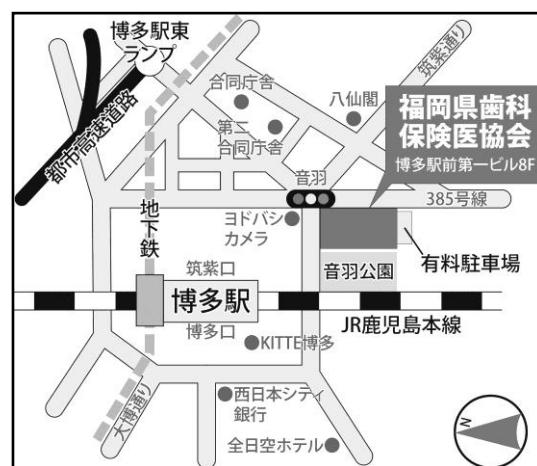 博多駅東
ランプ
都市高速道路
地下鉄
合同庁舎
第二
合同庁舎
八仙閣
筑紫通り
福岡県歯科
保険医協会
博多駅前第一ビル8F
音羽
385号線
ヨドバシ
カメラ
音羽公園
有料駐車場
筑紫口
博多駅
博多口
JR鹿児島本線
KITTE博多
大博通り
西日本シティ
銀行
全日空ホテル
N